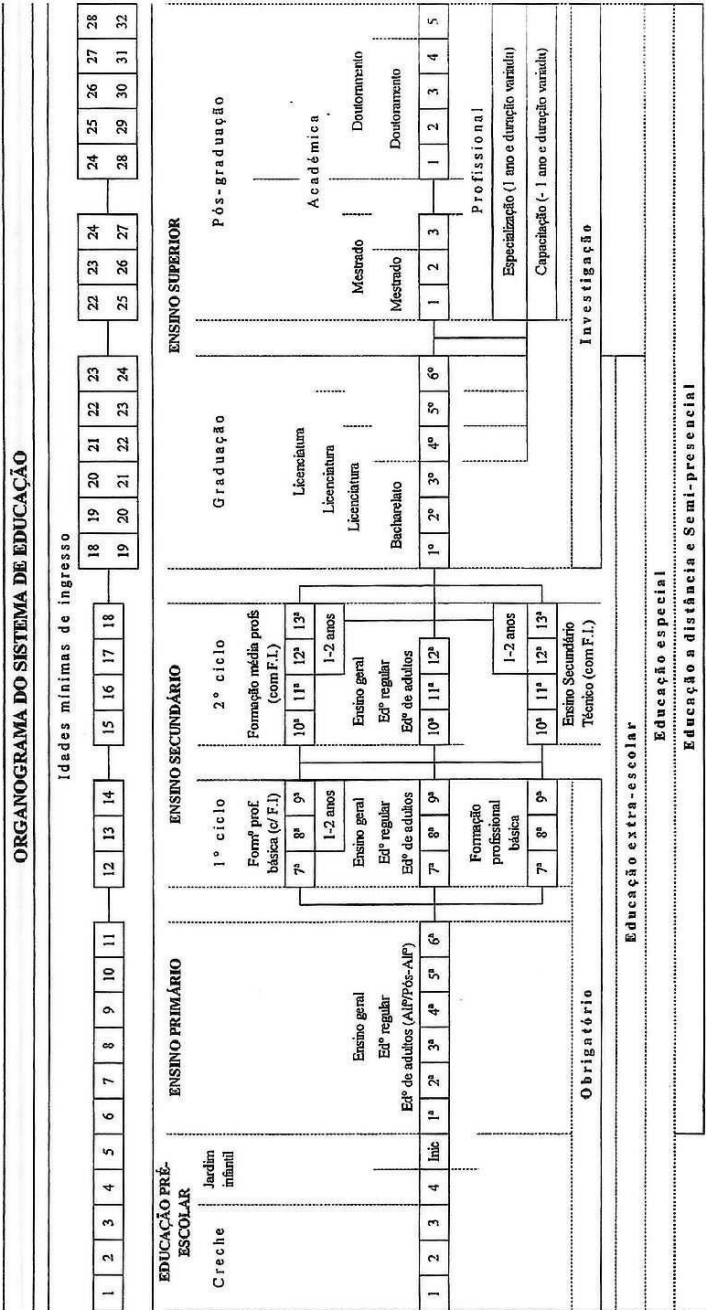 ORGANOGRAMA DO SISTEMA DE EDUCAÇÃO
Idades mínimas de ingresso
1 2 3 4 5 6 7 8 9 10 11 12 13 14 15 16 17 18 18 19 20 21 22 23 22 23 24 24 25 26 27 28
19 20 21 22 23 24 25 26 27 28 29 30 31 32
EDUCAÇÃO PRÉ-
ESCOLAR
Creche
Jardim
infantil
1 2 3 4 Inic
ENSINO PRIMÁRIO
Ensino geral
Edº regular
Edº de adultos (Alfº/Pós-Alfº)
1ª 2ª 3ª 4ª 5ª 6ª
ENSINO SECUNDÁRIO
1º ciclo
Formº prof.
básica (c/ F.I)
7ª 8ª 9ª
1-2 anos
Ensino geral
Edº regular
Edº de adultos
7ª 8ª 9ª
Formação
profissional
básica
7ª 8ª 9ª
2º ciclo
Formação média profs
(com F.I.)
10ª 11ª 12ª 13ª
1-2 anos
Ensino geral
Edº regular
Edº de adultos
10ª 11ª 12ª
1-2 anos
10ª 11ª 12ª 13ª
Ensino Secundário
Técnico (com F.I.)
ENSINO SUPERIOR
Graduação
Licenciatura
Licenciatura
Licenciatura
Bacharelato
1º 2º 3º 4º 5º 6º
Pós-graduação
Académica
Mestrado
Mestrado
1 2 3
Doutoramento
Doutoramento
1 2 3 4 5
Profissional
Especialização (1 ano e duração variada)
Capacitação (- 1 ano e duração variada)
Obrigatório
Investigação
Educação extra-escolar
Educação especial
Educação a distância e Semi-presencial